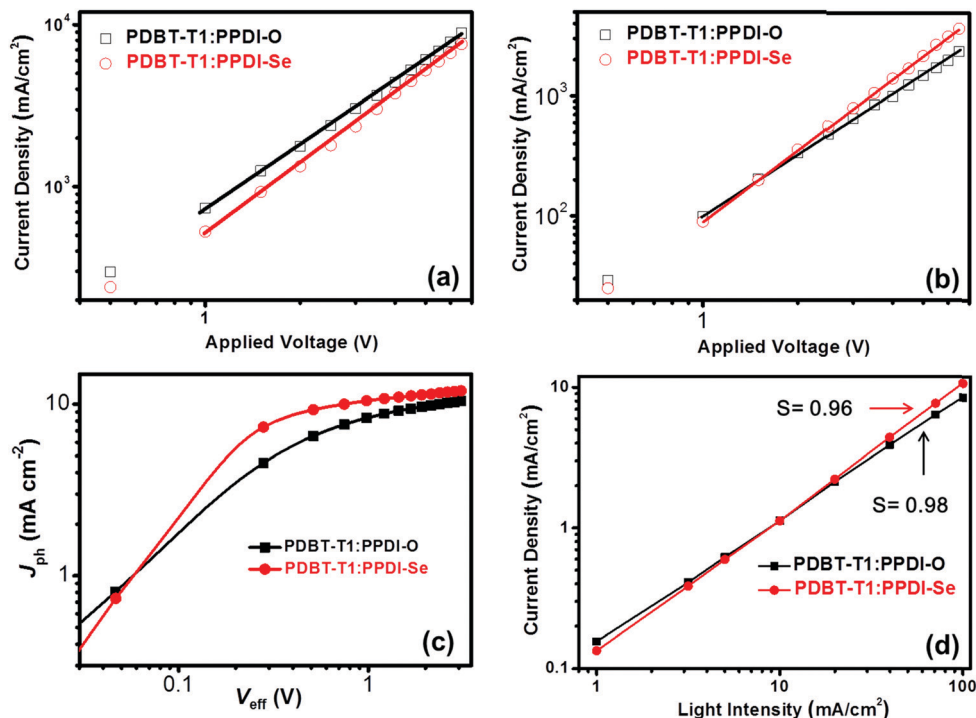 PDBT-T1:PPDI-O
PDBT-T1:PPDI-Se
10⁴
10³
1
Current Density (mA/cm²)
Applied Voltage (V)
(a)
PDBT-T1:PPDI-O
PDBT-T1:PPDI-Se
10³
10²
1
Current Density (mA/cm²)
Applied Voltage (V)
(b)
10
1
0.1
1
Jph (mA cm⁻²)
Veff (V)
PDBT-T1:PPDI-O
PDBT-T1:PPDI-Se
(c)
10
1
0.1
1
10
100
Current Density (mA/cm²)
Light Intensity (mA/cm²)
S= 0.96
S = 0.98
PDBT-T1:PPDI-O
PDBT-T1:PPDI-Se
(d)